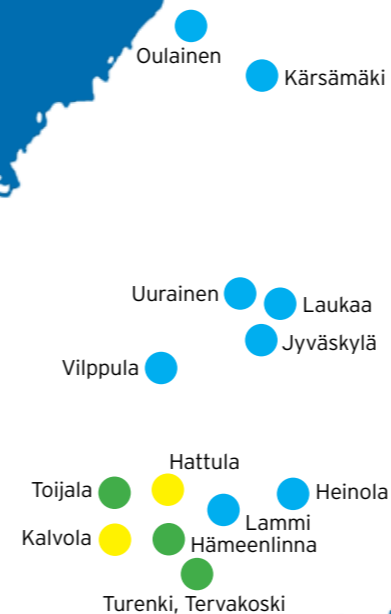 Oulainen
Kärsämäki
Uurainen
Laukaa
Jyväskylä
Vilppula
Hattula
Toijala
Heinola
Lammi
Kalvola
Hämeenlinna
Turenki, Tervakoski